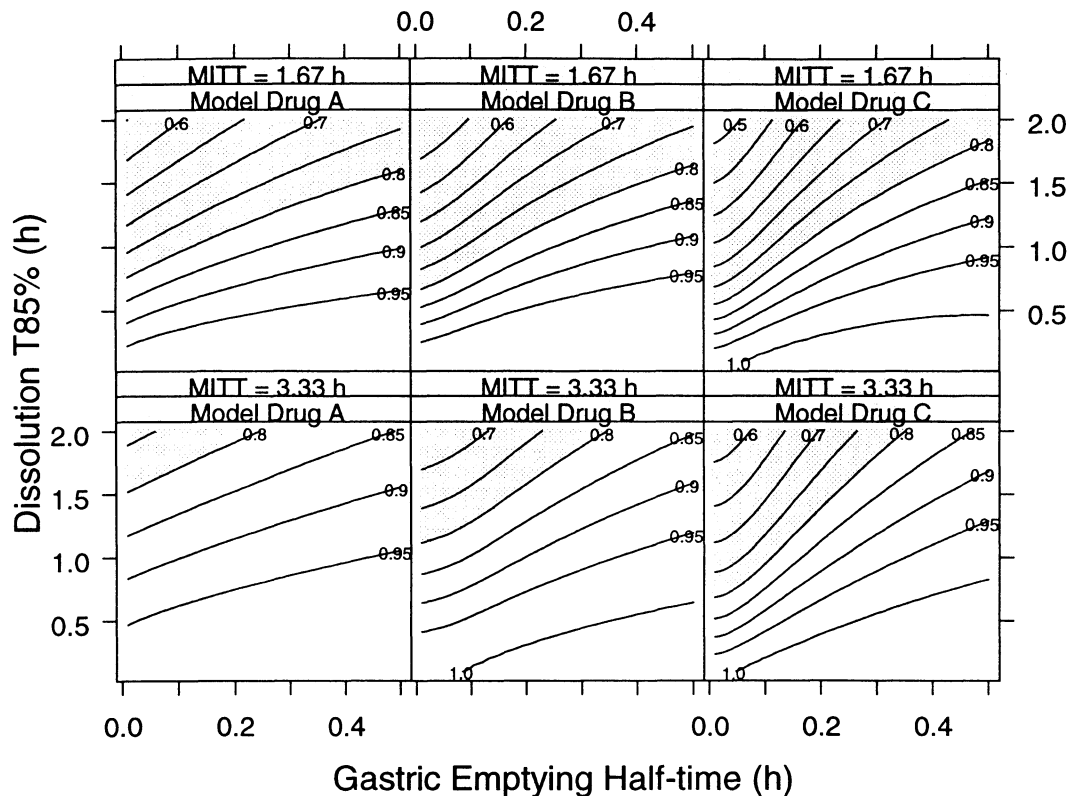 0.0 0.2 0.4
MITT = 1.67 h MITT = 1.67 h MITT = 1.67 h
Model Drug A Model Drug B Model Drug C
0.6 0.7 0.8 0.85 0.9 0.95
0.6 0.7 0.8 0.85 0.9 0.95
0.5 0.6 0.7 0.8 0.85 0.9 0.95 1.0
2.0
1.5
1.0
0.5
MITT = 3.33 h MITT = 3.33 h MITT = 3.33 h
Model Drug A Model Drug B Model Drug C
0.8 0.85 0.9 0.95
0.7 0.8 0.85 0.9 0.95 1.0
0.6 0.7 0.8 0.85 0.9 0.95 1.0
2.0
1.5
1.0
0.5
0.0 0.2 0.4 0.0 0.2 0.4
Dissolution T85% (h)
Gastric Emptying Half-time (h)